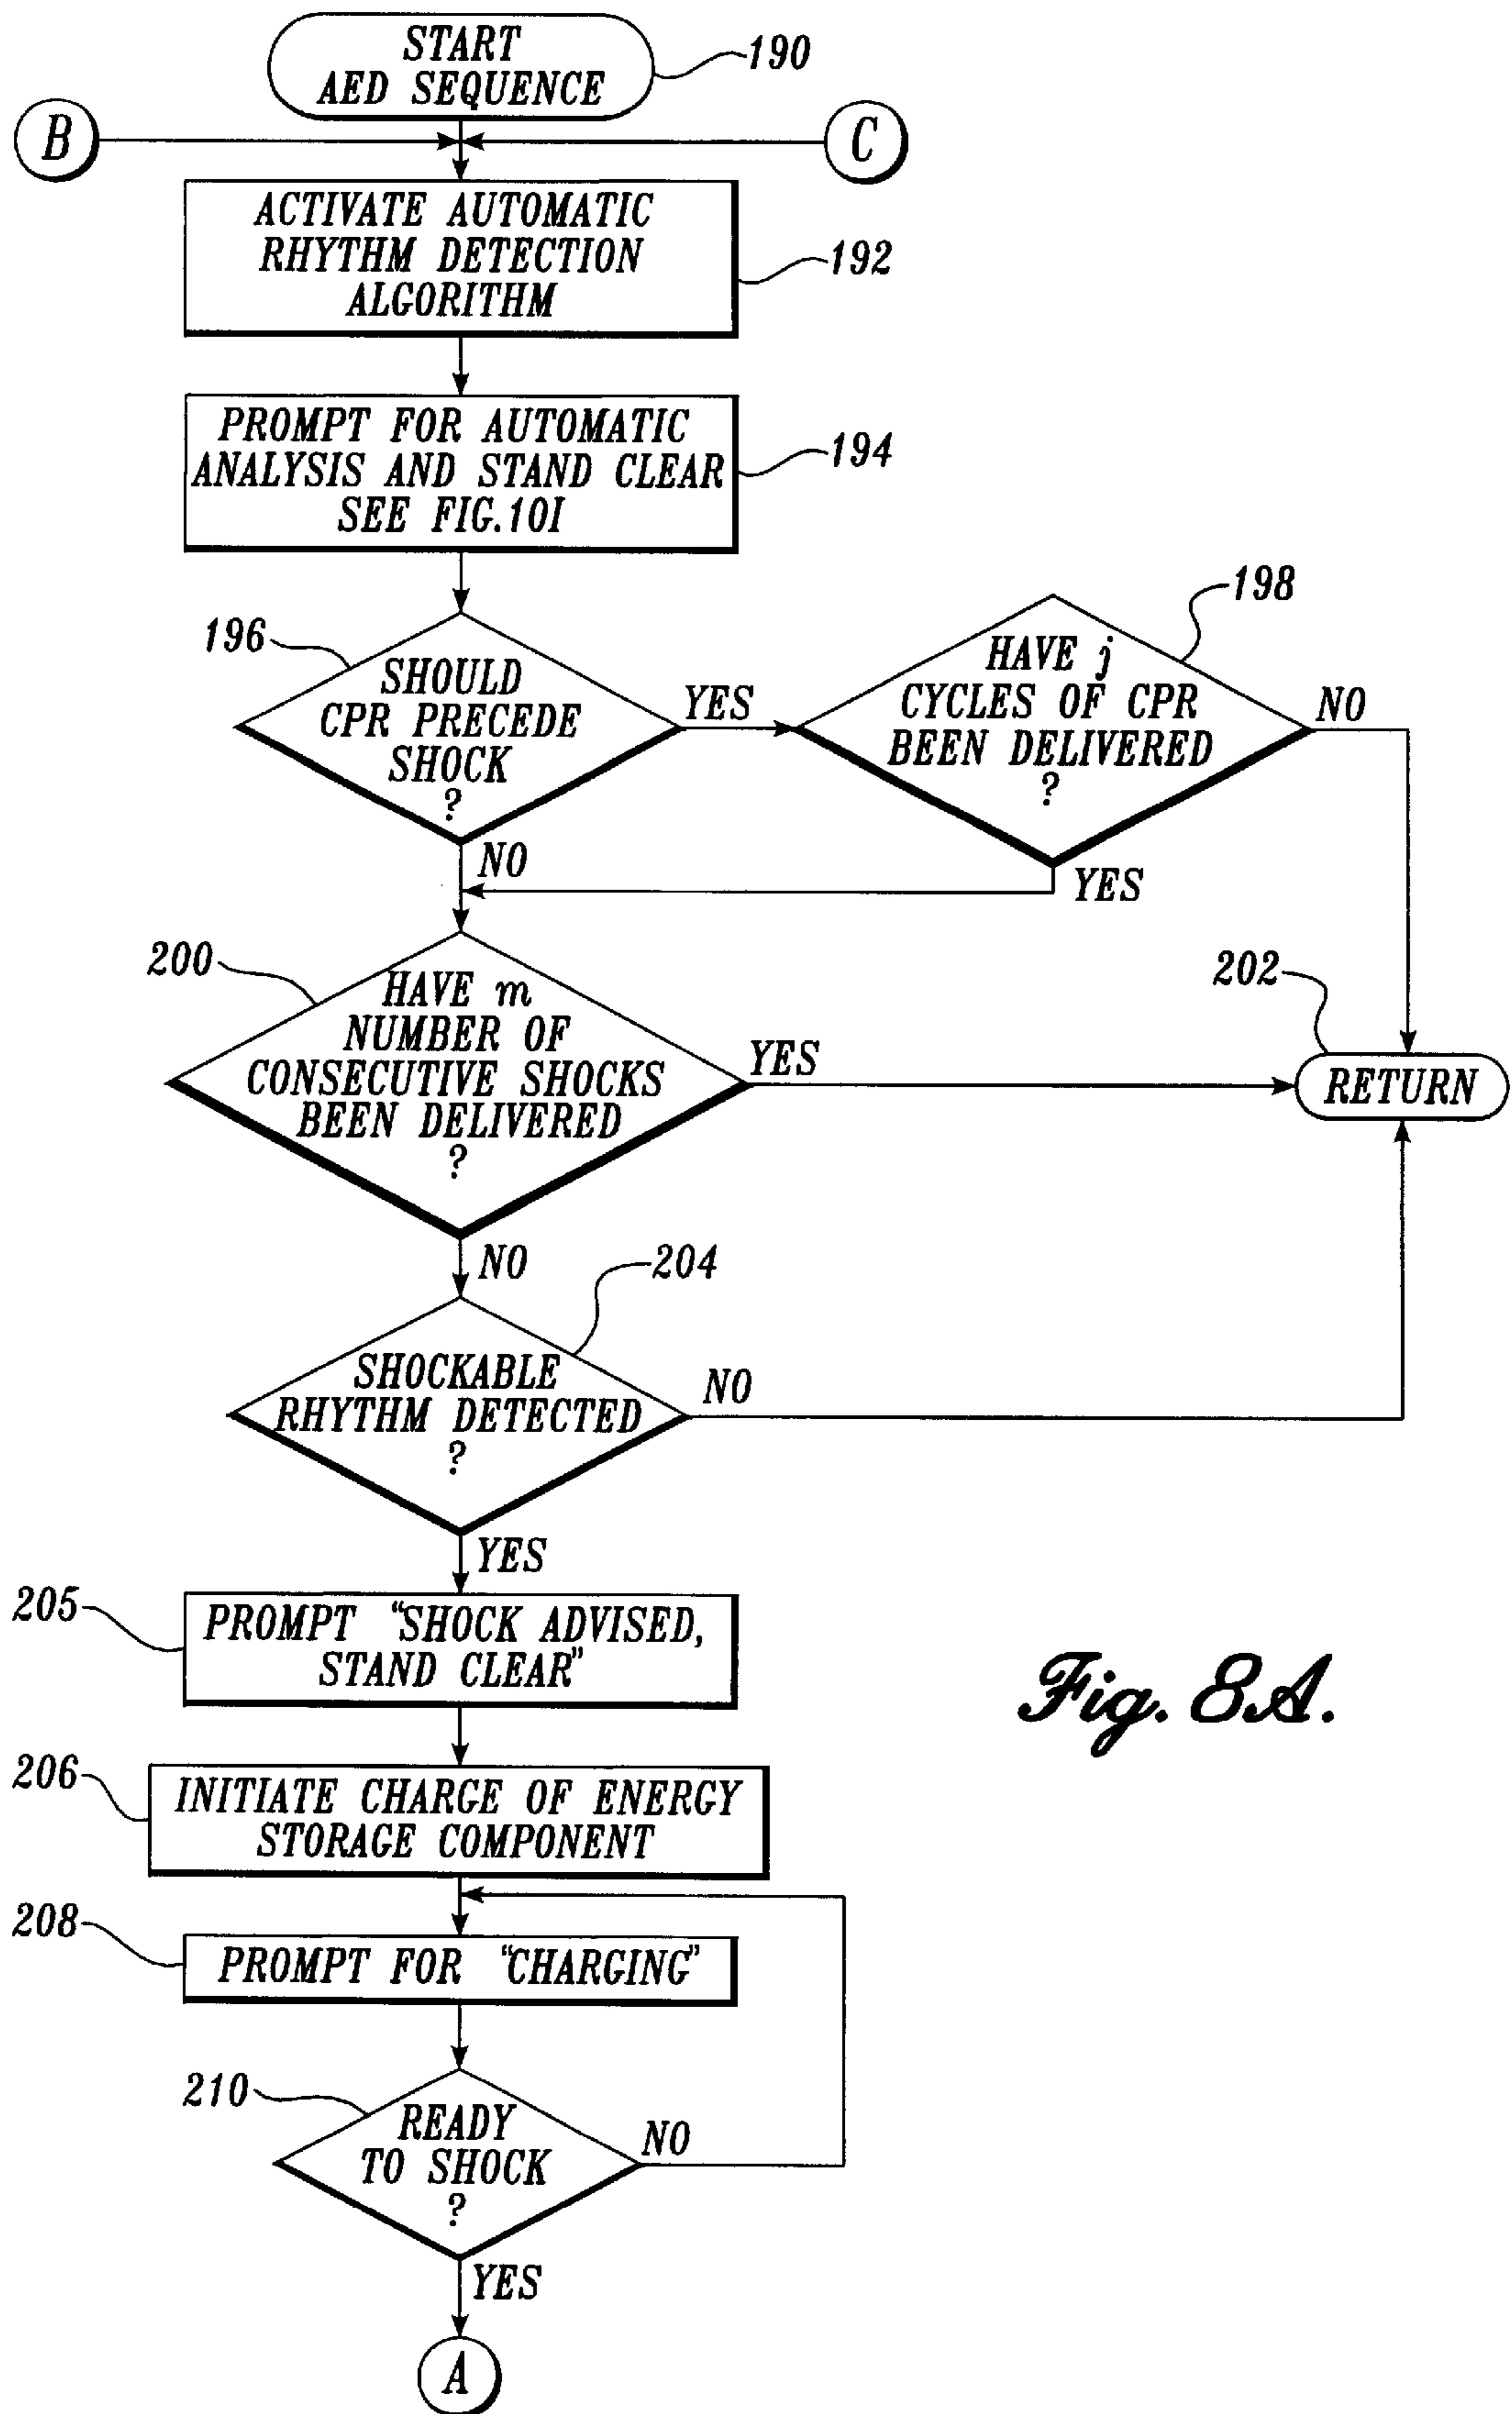 START
AED SEQUENCE
190
B
C
ACTIVATE AUTOMATIC
RHYTHM DETECTION
ALGORITHM
192
PROMPT FOR AUTOMATIC
ANALYSIS AND STAND CLEAR
SEE FIG.10I
194
196
SHOULD
CPR PRECEDE
SHOCK
?
YES
NO
198
HAVE j
CYCLES OF CPR
BEEN DELIVERED
?
NO
YES
200
HAVE m
NUMBER OF
CONSECUTIVE SHOCKS
BEEN DELIVERED
?
YES
NO
202
RETURN
204
SHOCKABLE
RHYTHM DETECTED
?
NO
YES
205
PROMPT "SHOCK ADVISED,
STAND CLEAR"
206
INITIATE CHARGE OF ENERGY
STORAGE COMPONENT
208
PROMPT FOR "CHARGING"
210
READY
TO SHOCK
?
NO
YES
A
Fig. 8A.